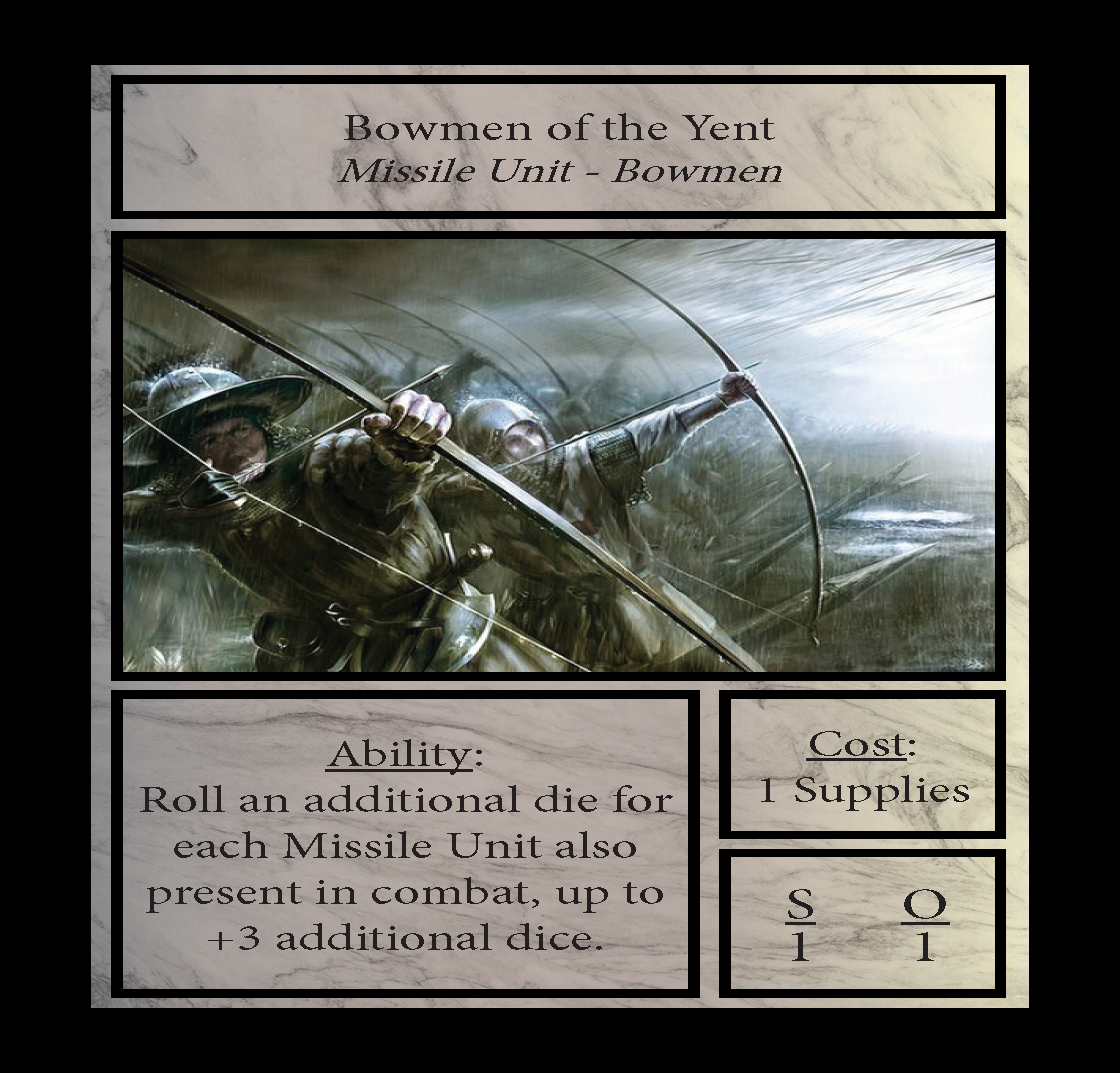 Bowmen of the Yent
Missile Unit - Bowmen
Ability:
Roll an additional die for
each Missile Unit also
present in combat, up to
+3 additional dice.
Cost:
1 Supplies
S O
1 1